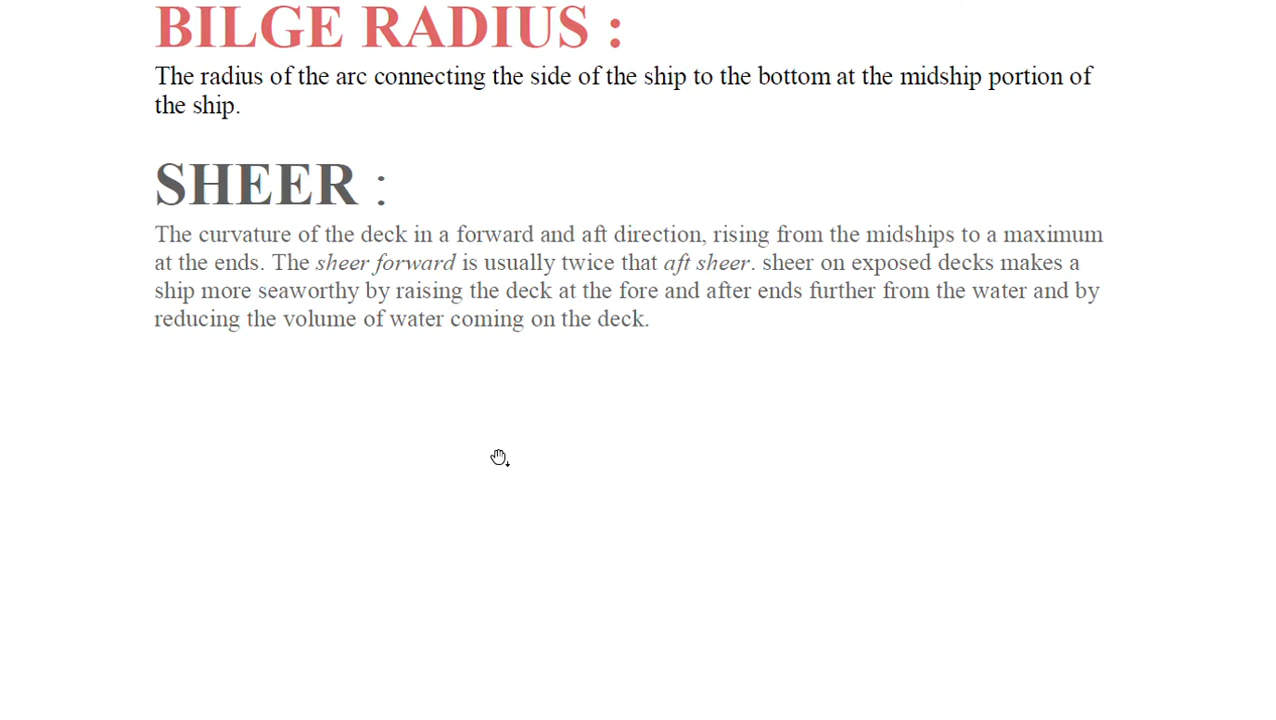 BILGE RADIUS :
The radius of the arc connecting the side of the ship to the bottom at the midship portion of
the ship.
SHEER :
The curvature of the deck in a forward and aft direction, rising from the midships to a maximum
at the ends. The sheer forward is usually twice that aft sheer. sheer on exposed decks makes a
ship more seaworthy by raising the deck at the fore and after ends further from the water and by
reducing the volume of water coming on the deck.